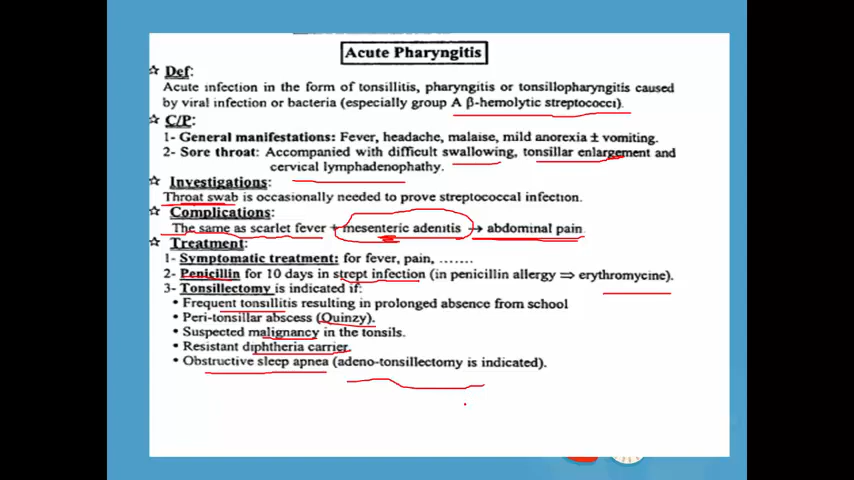 Acute Pharyngitis
☆ Def:
Acute infection in the form of tonsillitis, pharyngitis or tonsillopharyngitis caused
by viral infection or bacteria (especially group A β-hemolytic streptococci).
☆ C/P:
1- General manifestations: Fever, headache, malaise, mild anorexia ± vomiting.
2- Sore throat: Accompanied with difficult swallowing, tonsillar enlargement and
cervical lymphadenophathy.
☆ Investigations:
Throat swab is occasionally needed to prove streptococcal infection.
☆ Complications:
The same as scarlet fever + mesenteric adenitis → abdominal pain.
☆ Treatment:
1- Symptomatic treatment: for fever, pain, .......
2- Penicillin for 10 days in strept infection (in penicillin allergy ⇒ erythromycine).
3- Tonsillectomy is indicated if:
• Frequent tonsillitis resulting in prolonged absence from school
• Peri-tonsillar abscess (Quinzy).
• Suspected malignancy in the tonsils.
• Resistant diphtheria carrier.
• Obstructive sleep apnea (adeno-tonsillectomy is indicated).